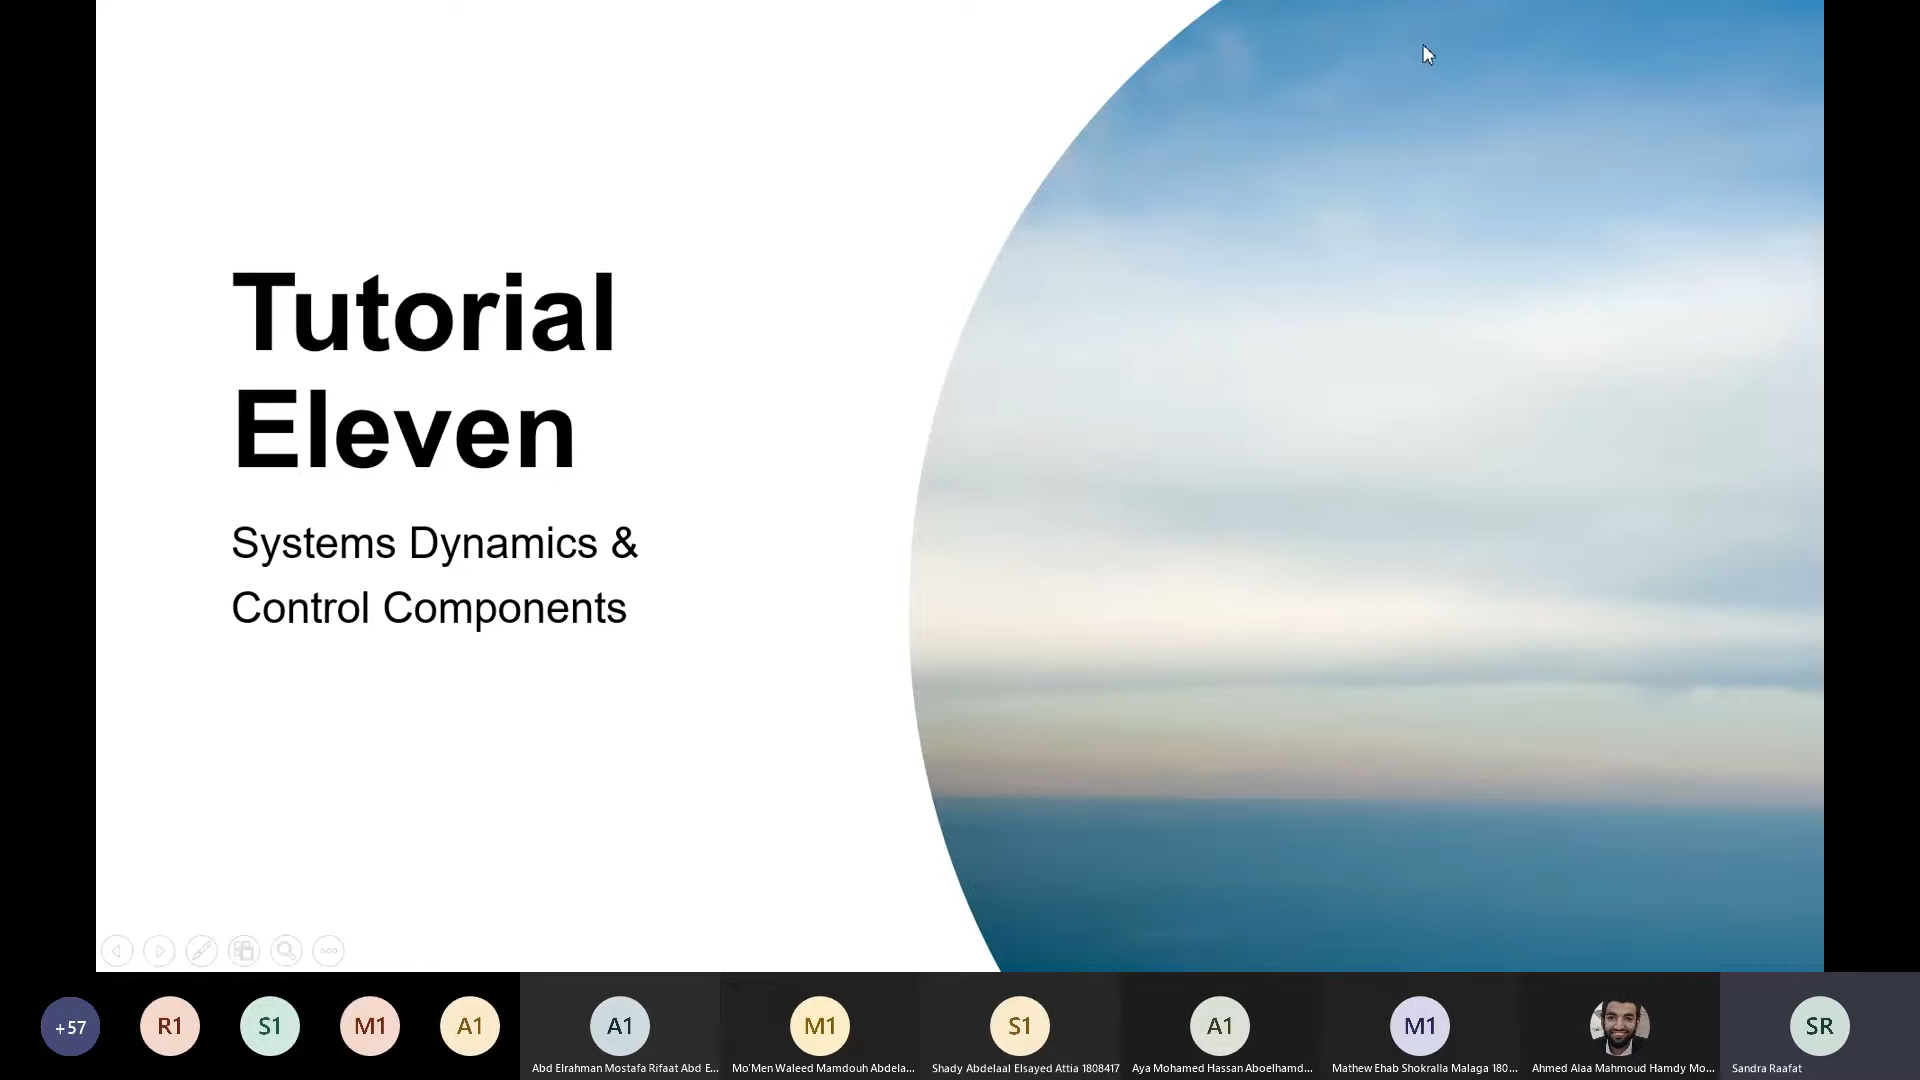 Tutorial
Eleven
Systems Dynamics &
Control Components
+57
R1
S1
M1
A1
A1
M1
S1
A1
M1
SR
Abd Elrahman Mostafa Rifaat Abd E...
Mo'Men Waleed Mamdouh Abdela...
Shady Abdelaal Elsayed Attia 1808417
Aya Mohamed Hassan Aboelhamd...
Mathew Ehab Shokralla Malaga 180...
Ahmed Alaa Mahmoud Hamdy Mo...
Sandra Raafat